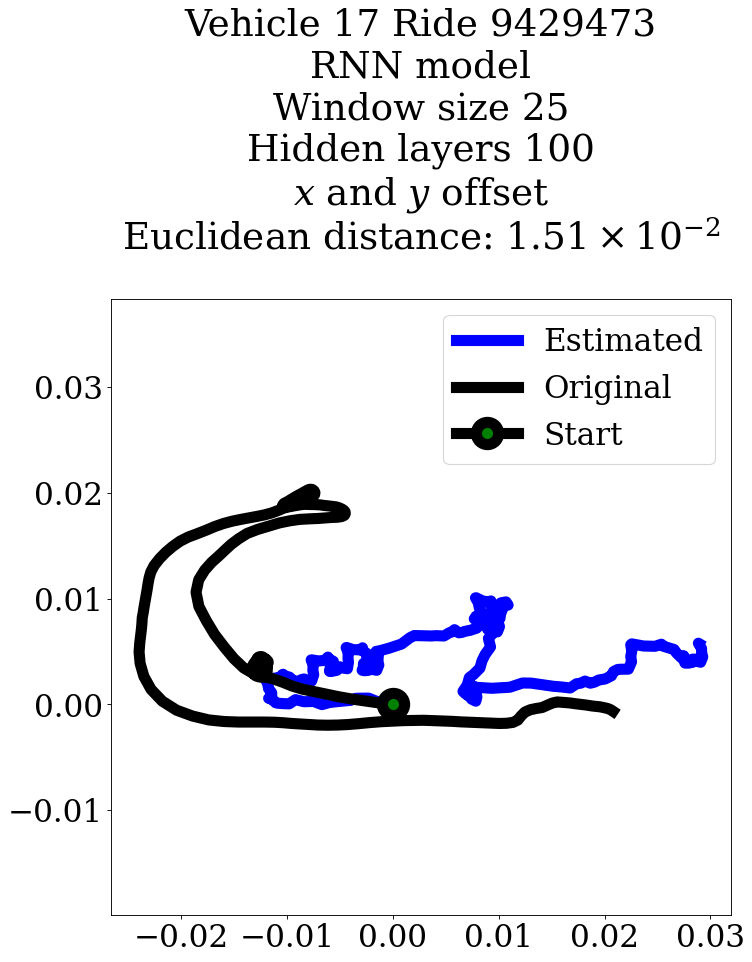 Vehicle 17 Ride 9429473
RNN model
Window size 25
Hidden layers 100
x and y offset
Euclidean distance: 1.51 × 10⁻²
Estimated
Original
Start
0.03
0.02
0.01
0.00
−0.01
−0.02 −0.01 0.00 0.01 0.02 0.03